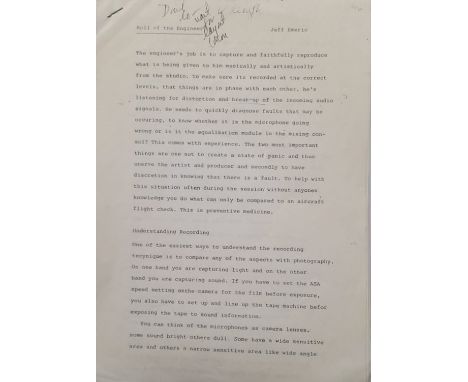 Roll of the Engineer Jeff Emeric
The engineer's job is to capture and faithfully reproduce
what is being given to him musically and artistically
from the studio. To make sure its recorded at the correct
levels, that things are in phase with each other, he's
listening for distortion and break-up of the incoming audio
signals. He needs to quickly diagnose faults that may be
occuring, to know whether it is the microphone going
wrong or is it the equalisation module in the mixing con-
sol? This comes with experience. The two most important
things are one not to create a state of panic and thus
unerve the artist and producer and secondly to have
discretion in knowing that there is a fault. To help with
this situation often during the session without anyones
knowledge you do what can only be compared to an aircraft
flight check. This is preventive medicine.
Understanding Recording
One of the easiest ways to understand the recording
tecynique is to compare any of the aspects with photography.
On one hand you are capturing light and on the other
hand you are capturing sound. If you have to set the ASA
speed setting onthe camera for the film before exposure,
you also have to set up and line up the tape machine befor
exposing the tape to sound information.
You can think of the microphones as camera lenses,
some sound bright others dull. Some have a wide sensitive
area and others a narrow sensitive area like wide angle